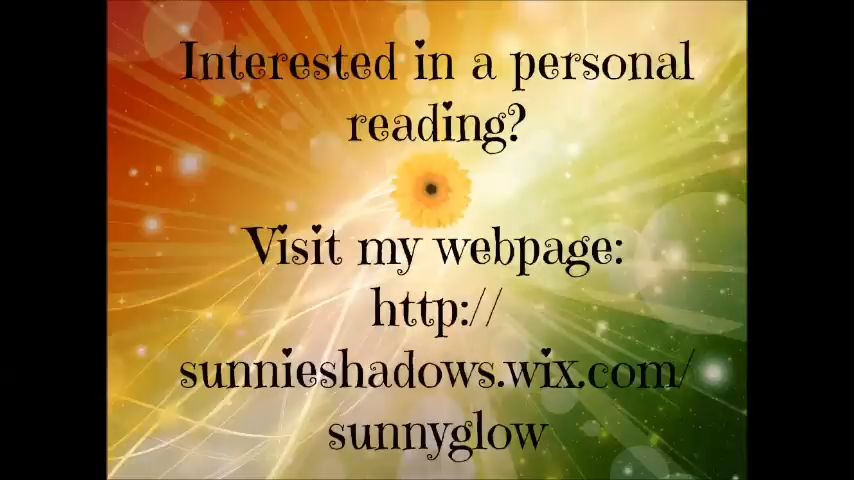 Interested in a personal
reading?
Visit my webpage:
http://
sunnieshadows.wix.com/
sunnyglow